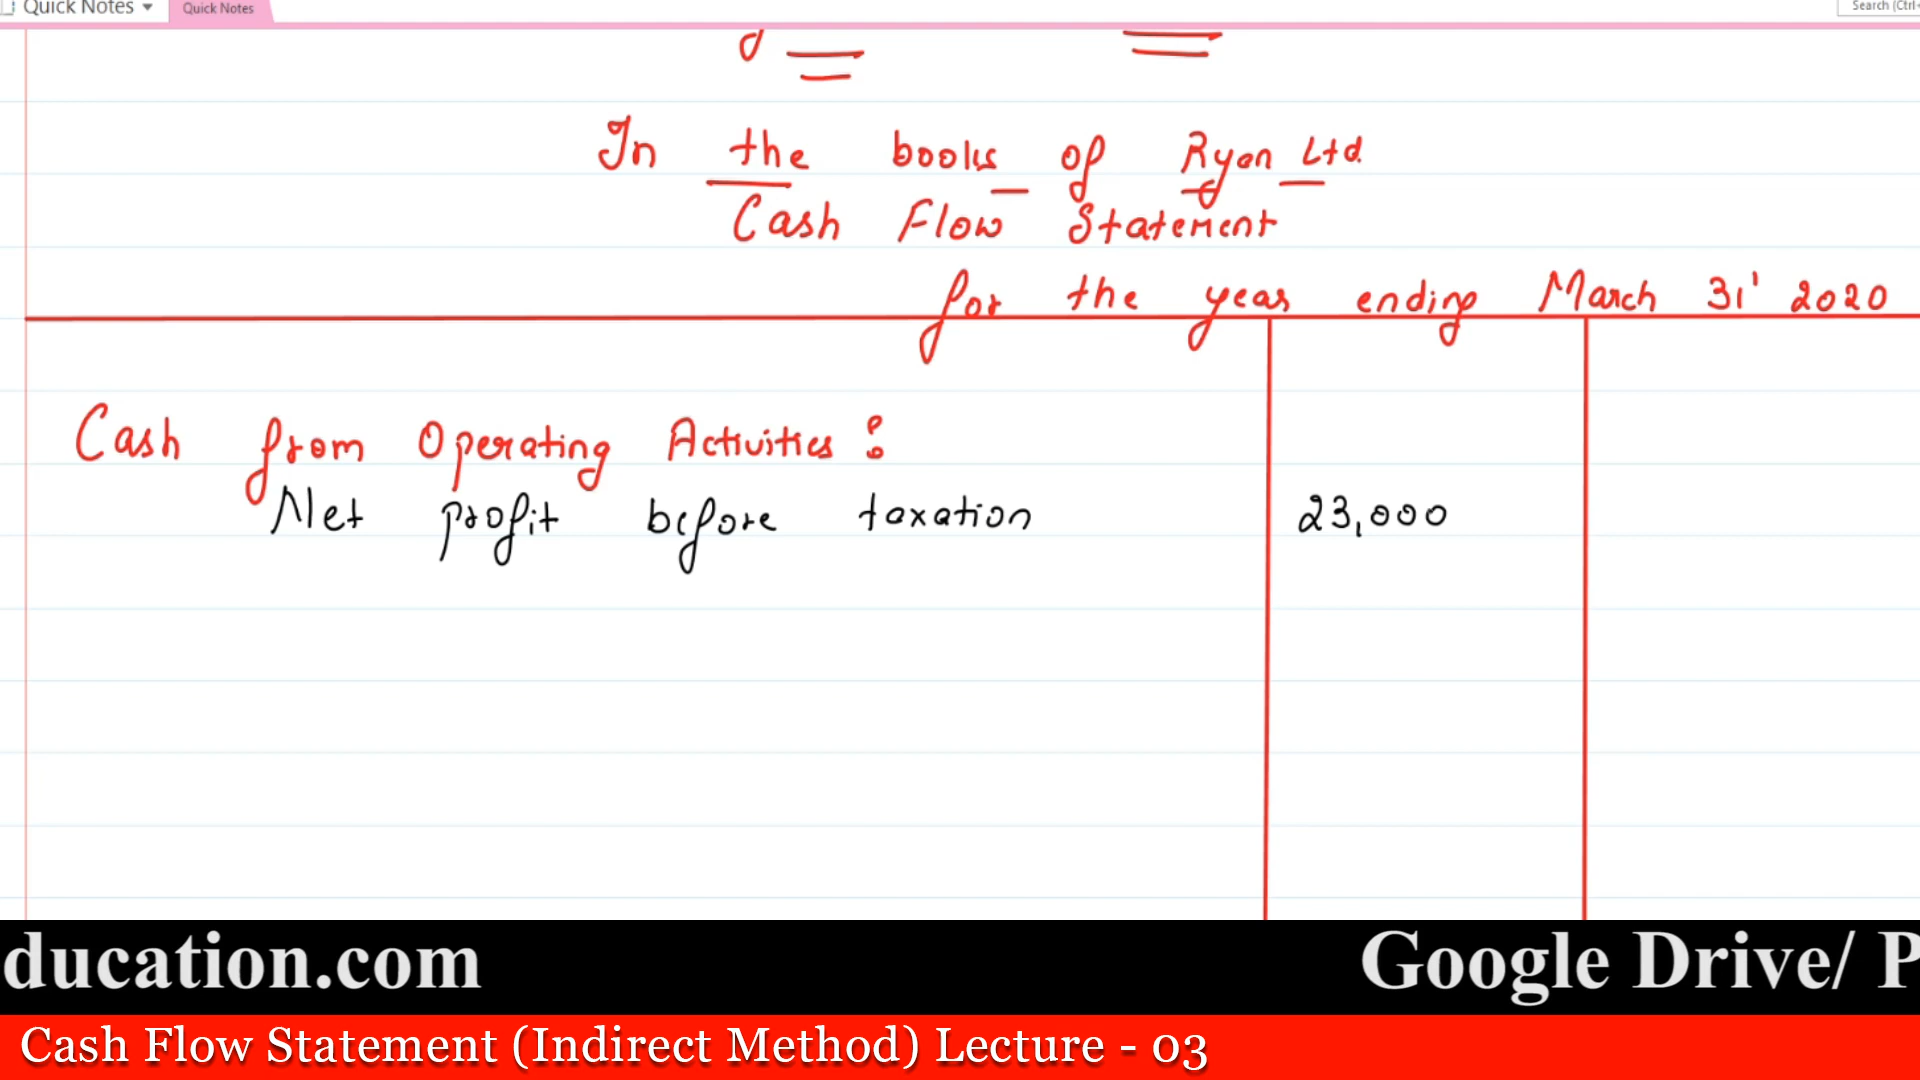 Quick Notes
Quick Notes
Search (Ctrl+
In the books of Ryan Ltd.
Cash Flow Statement
for the year ending March 31' 2020
Cash from Operating Activities :
Net profit before taxation 23,000
ducation.com
Google Drive/ P
Cash Flow Statement (Indirect Method) Lecture - 03